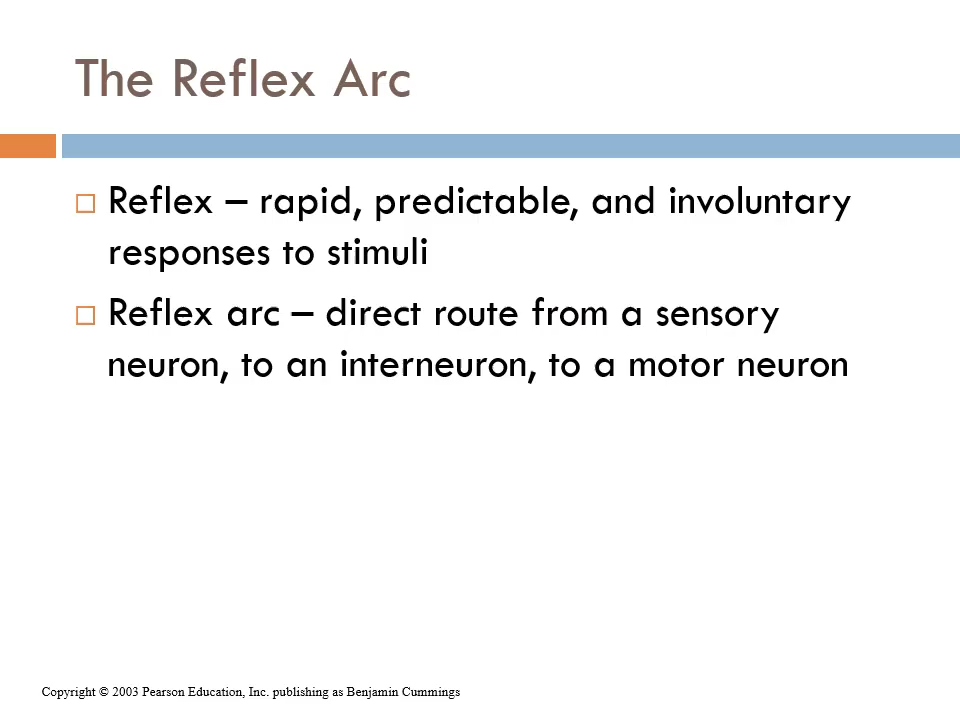 The Reflex Arc
Reflex – rapid, predictable, and involuntary
responses to stimuli
Reflex arc – direct route from a sensory
neuron, to an interneuron, to a motor neuron
Copyright © 2003 Pearson Education, Inc. publishing as Benjamin Cummings